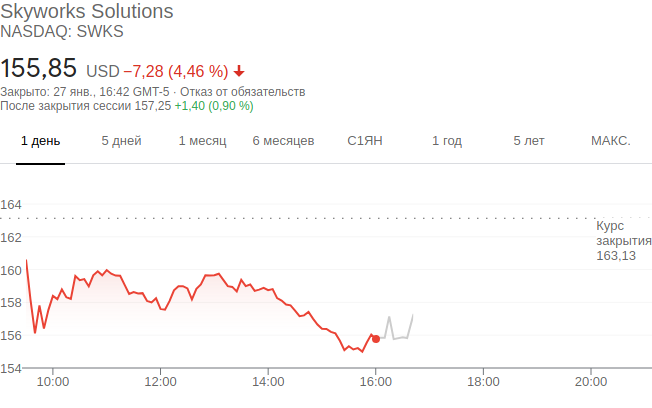 Skyworks Solutions
NASDAQ: SWKS
155,85 USD −7,28 (4,46 %)
Закрыто: 27 янв., 16:42 GMT-5 · Отказ от обязательств
После закрытия сессии 157,25 +1,40 (0,90 %)
1 день 5 дней 1 месяц 6 месяцев С1ЯН 1 год 5 лет МАКС.
164
Курс
162
закрытия
163,13
160
158
156
154
10:00 12:00 14:00 16:00 18:00 20:00